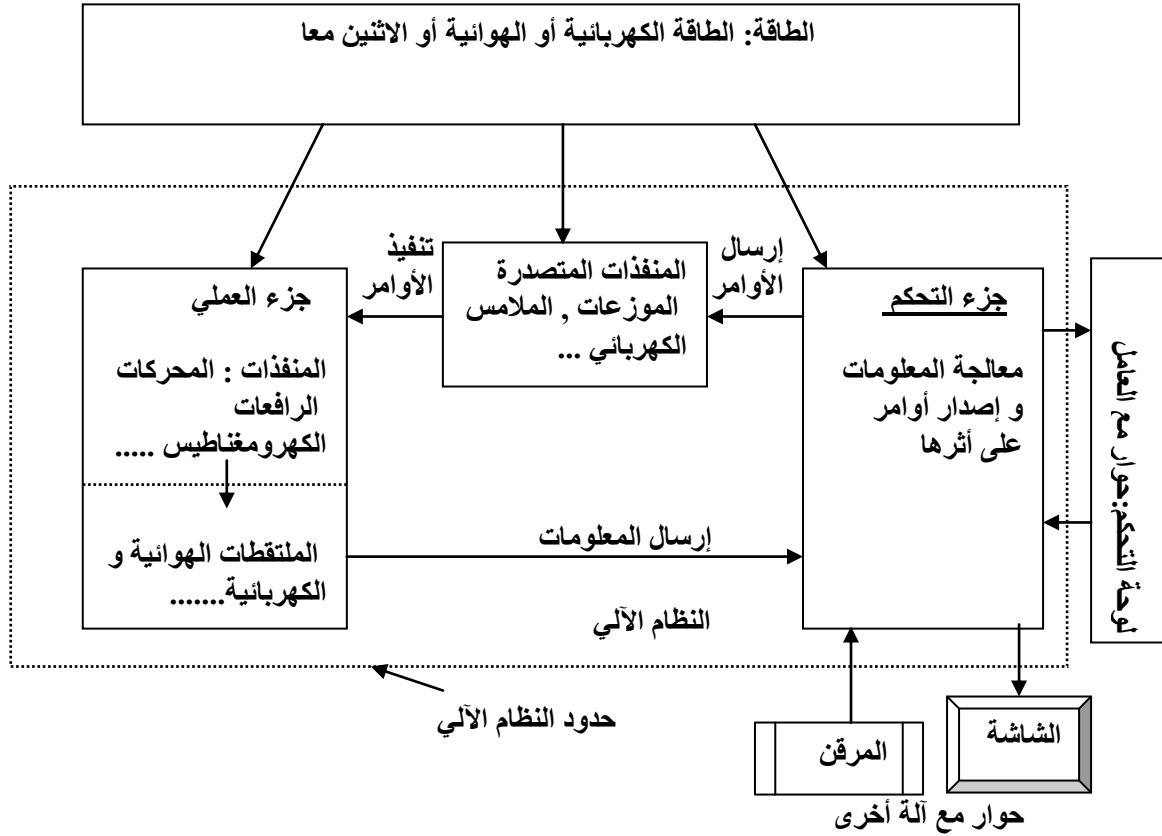 الطاقة: الطاقة الكهربائية أو الهوائية أو الاثنين معا
إرسال
الأوامر
تنفيذ
الأوامر
جزء التحكم
معالجة المعلومات
و إصدار أوامر
على أثرها
المنفذات المتصدرة
الموزعات , الملامس
الكهربائي ...
جزء العملي
المنفذات : المحركات
الرافعات
الكهرومغناطيس .....
الملتقطات الهوائية و
الكهربائية.......
إرسال المعلومات
النظام الآلي
لوحة التحكم:حوار مع العامل
حدود النظام الآلي
المرقن
الشاشة
حوار مع آلة أخرى